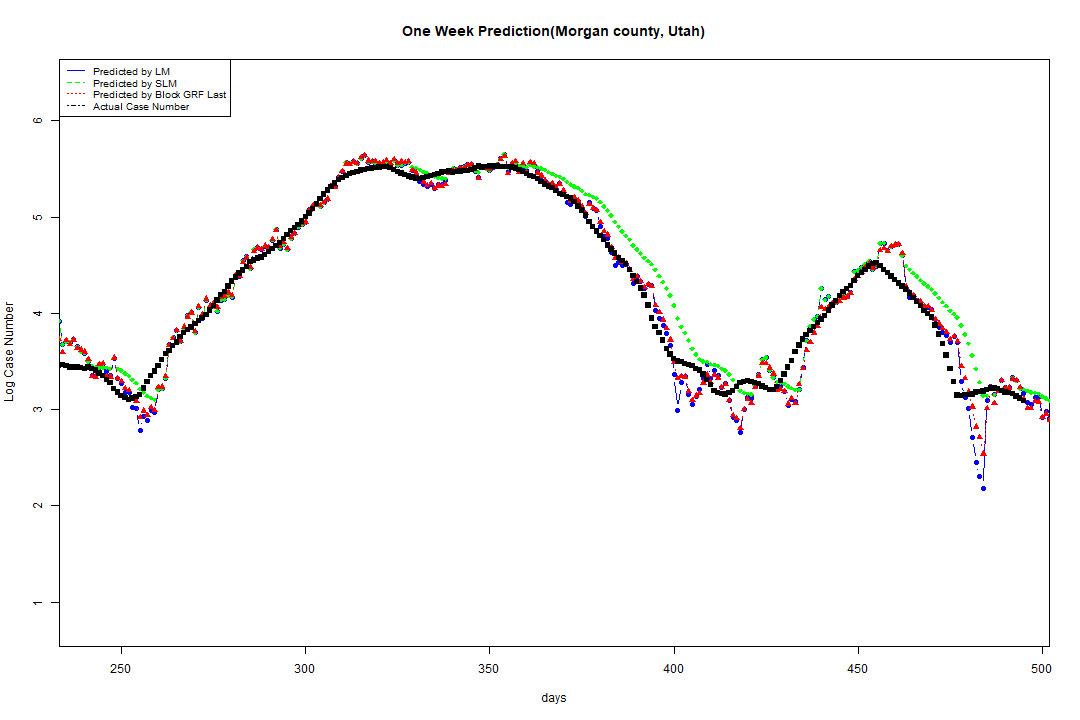 One Week Prediction(Morgan county, Utah)
Predicted by LM
Predicted by SLM
Predicted by Block GRF Last
Actual Case Number
6
5
4
3
2
1
Log Case Number
250
300
350
400
450
500
days